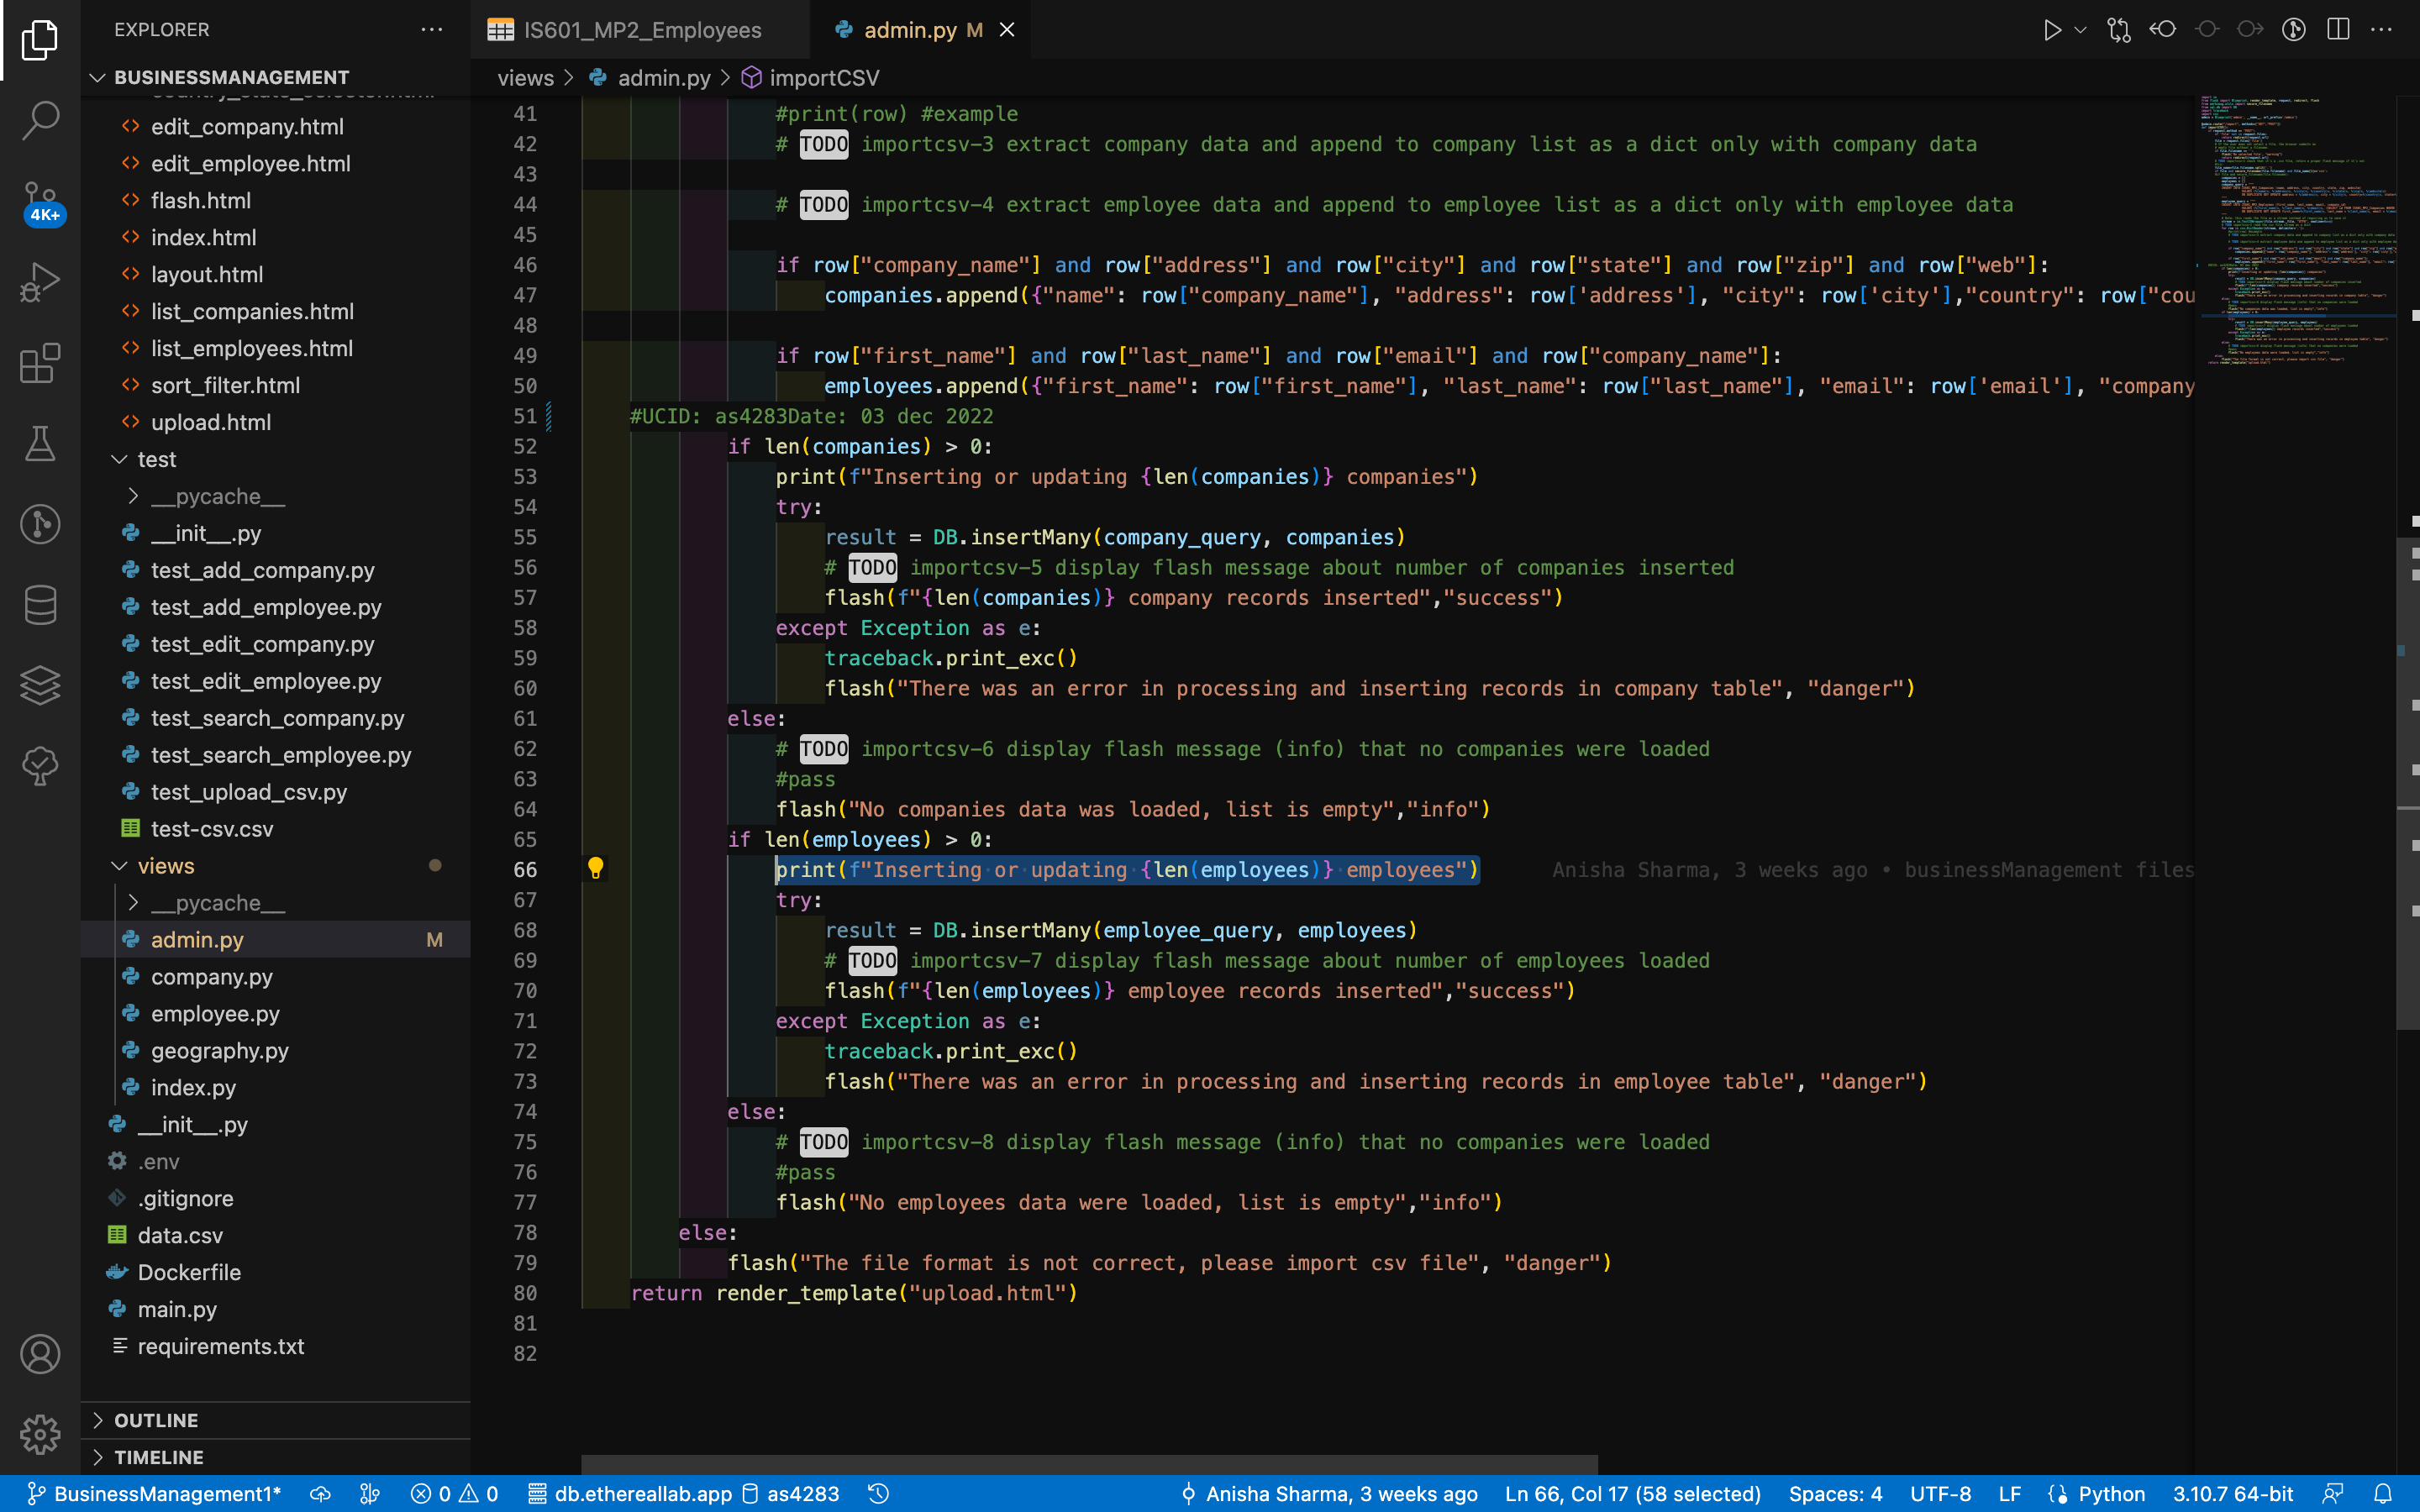 EXPLORER
BUSINESSMANAGEMENT
edit_company.html
edit_employee.html
flash.html
index.html
layout.html
list_companies.html
list_employees.html
sort_filter.html
upload.html
test
__pycache__
__init__.py
test_add_company.py
test_add_employee.py
test_edit_company.py
test_edit_employee.py
test_search_company.py
test_search_employee.py
test_upload_csv.py
test-csv.csv
views
__pycache__
admin.py M
company.py
employee.py
geography.py
index.py
__init__.py
.env
.gitignore
data.csv
Dockerfile
main.py
requirements.txt
OUTLINE
TIMELINE
4K+
IS601_MP2_Employees
admin.py M
views > admin.py > importCSV
41 #print(row) #example
42 # TODO importcsv-3 extract company data and append to company list as a dict only with company data
43
44 # TODO importcsv-4 extract employee data and append to employee list as a dict only with employee data
45
46 if row["company_name"] and row["address"] and row["city"] and row["state"] and row["zip"] and row["web"]:
47 companies.append({"name": row["company_name"], "address": row['address'], "city": row['city'],"country": row["cou
48
49 if row["first_name"] and row["last_name"] and row["email"] and row["company_name"]:
50 employees.append({"first_name": row["first_name"], "last_name": row["last_name"], "email": row['email'], "company
51 #UCID: as4283Date: 03 dec 2022
52 if len(companies) > 0:
53 print(f"Inserting or updating {len(companies)} companies")
54 try:
55 result = DB.insertMany(company_query, companies)
56 # TODO importcsv-5 display flash message about number of companies inserted
57 flash(f"{len(companies)} company records inserted","success")
58 except Exception as e:
59 traceback.print_exc()
60 flash("There was an error in processing and inserting records in company table", "danger")
61 else:
62 # TODO importcsv-6 display flash message (info) that no companies were loaded
63 #pass
64 flash("No companies data was loaded, list is empty","info")
65 if len(employees) > 0:
66 print(f"Inserting or updating {len(employees)} employees") Anisha Sharma, 3 weeks ago • businessManagement files
67 try:
68 result = DB.insertMany(employee_query, employees)
69 # TODO importcsv-7 display flash message about number of employees loaded
70 flash(f"{len(employees)} employee records inserted","success")
71 except Exception as e:
72 traceback.print_exc()
73 flash("There was an error in processing and inserting records in employee table", "danger")
74 else:
75 # TODO importcsv-8 display flash message (info) that no companies were loaded
76 #pass
77 flash("No employees data were loaded, list is empty","info")
78 else:
79 flash("The file format is not correct, please import csv file", "danger")
80 return render_template("upload.html")
81
82
BusinessManagement1* 0 0 db.ethereallab.app as4283 Anisha Sharma, 3 weeks ago Ln 66, Col 17 (58 selected) Spaces: 4 UTF-8 LF Python 3.10.7 64-bit